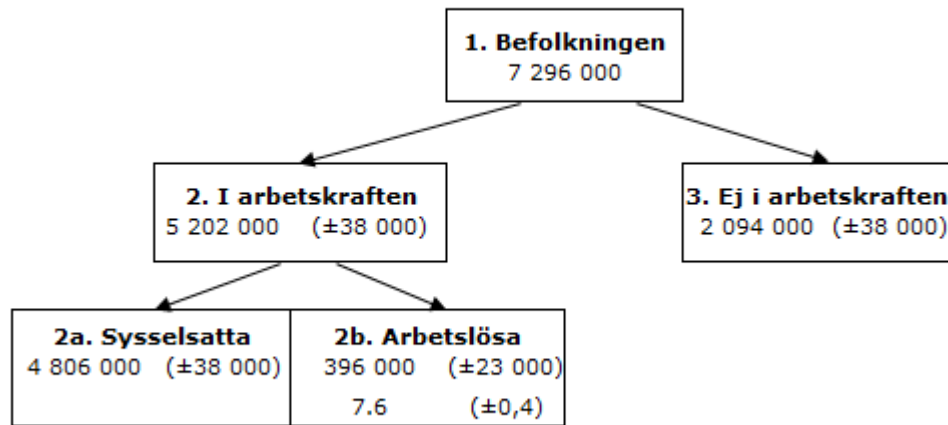 1. Befolkningen
7 296 000
2. I arbetskraften
5 202 000 (±38 000)
3. Ej i arbetskraften
2 094 000 (±38 000)
2a. Sysselsatta
4 806 000 (±38 000)
2b. Arbetslösa
396 000 (±23 000)
7.6 (±0,4)